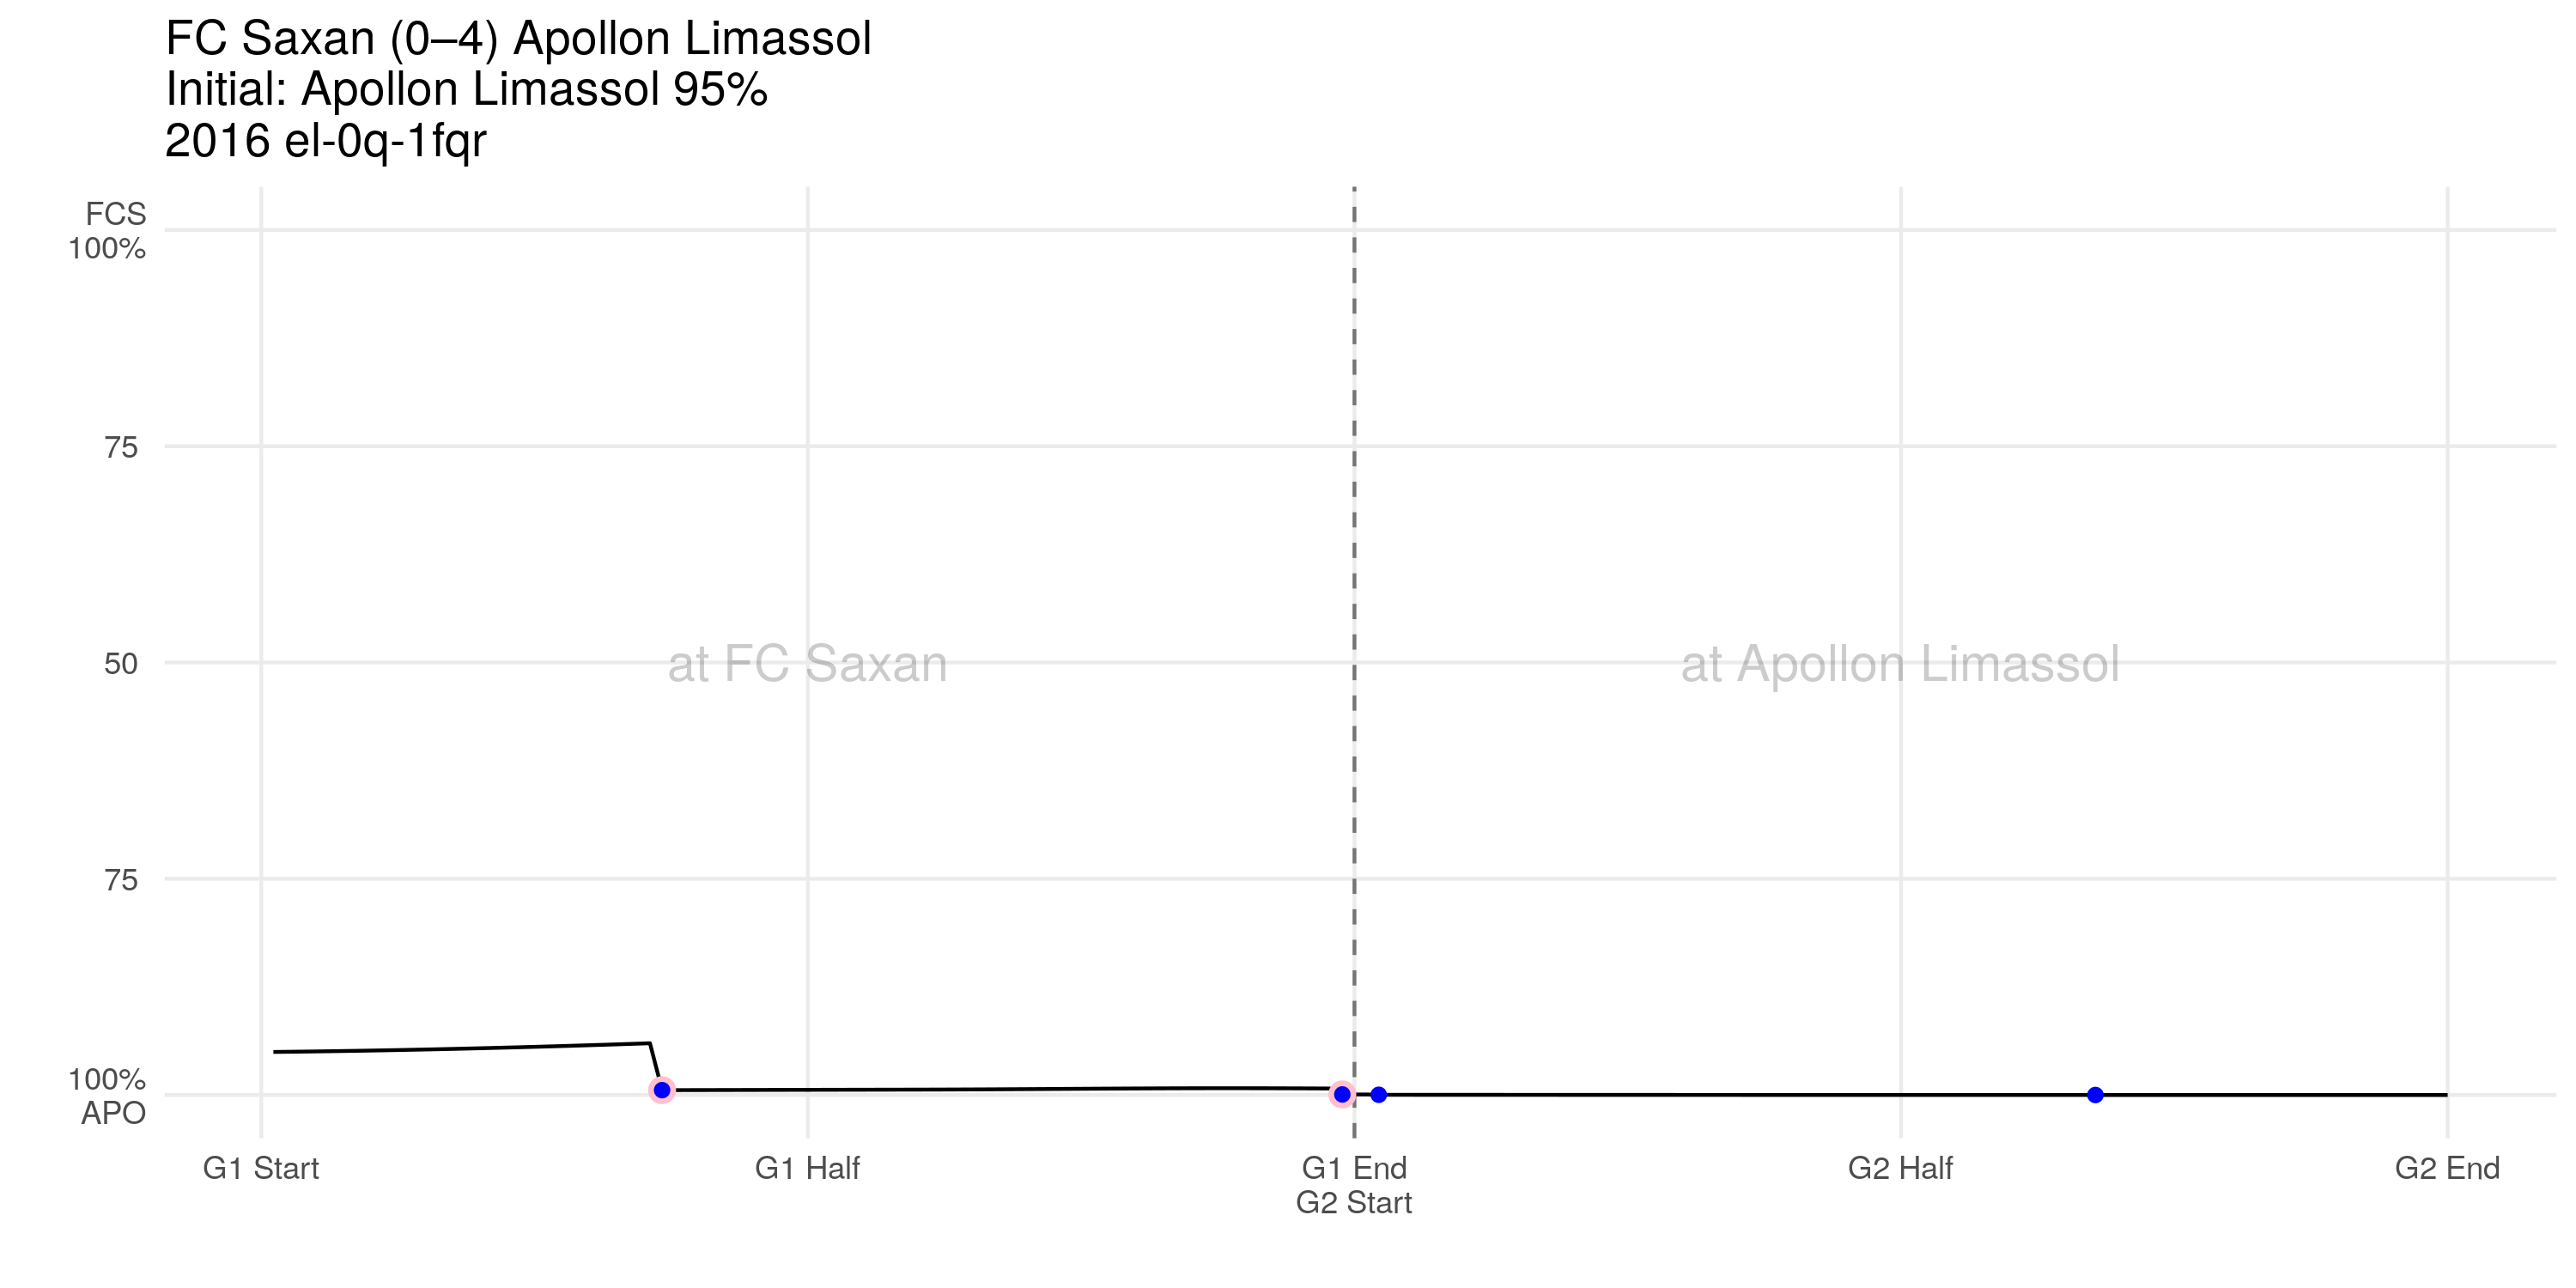 FC Saxan (0–4) Apollon Limassol
Initial: Apollon Limassol 95%
2016 el-0q-1fqr
FCS
100%
75
50
75
100%
APO
at FC Saxan
at Apollon Limassol
G1 Start
G1 Half
G1 End
G2 Start
G2 Half
G2 End